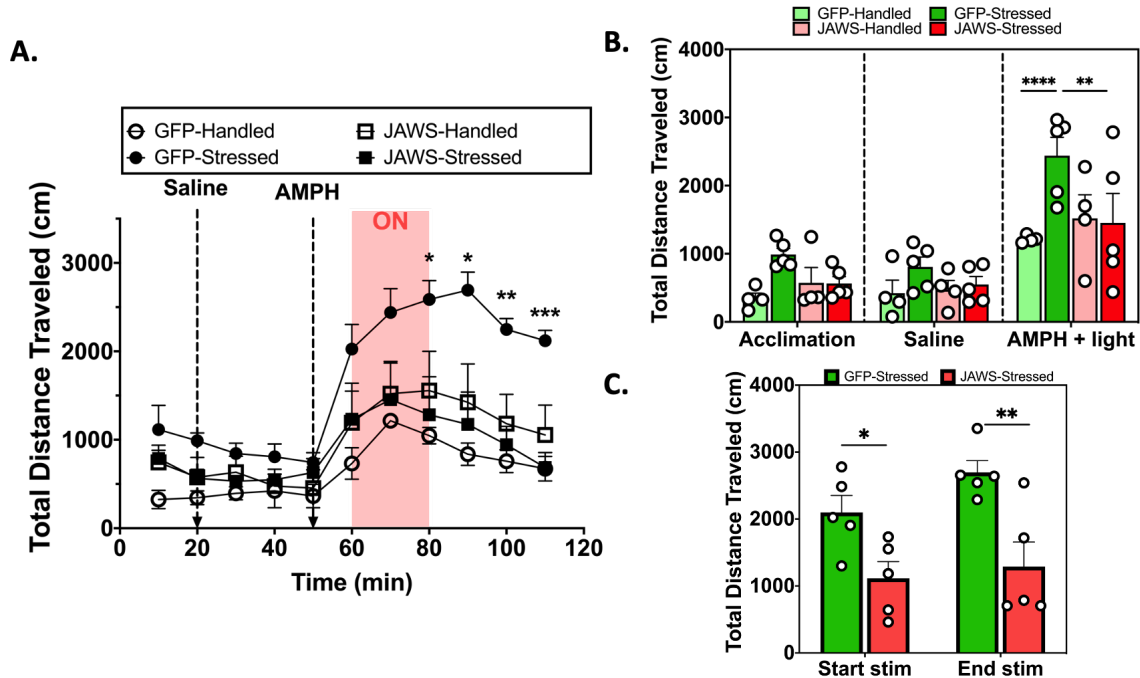 A.
GFP-Handled
JAWS-Handled
GFP-Stressed
JAWS-Stressed
Saline
AMPH
ON
*
*
**
***
Total Distance Traveled (cm)
3000
2000
1000
0
0
20
40
60
80
100
120
Time (min)
B.
GFP-Handled
GFP-Stressed
JAWS-Handled
JAWS-Stressed
Total Distance Traveled (cm)
4000
3000
2000
1000
0
****
**
Acclimation
Saline
AMPH + light
C.
GFP-Stressed
JAWS-Stressed
Total Distance Traveled (cm)
4000
3000
2000
1000
0
*
**
Start stim
End stim